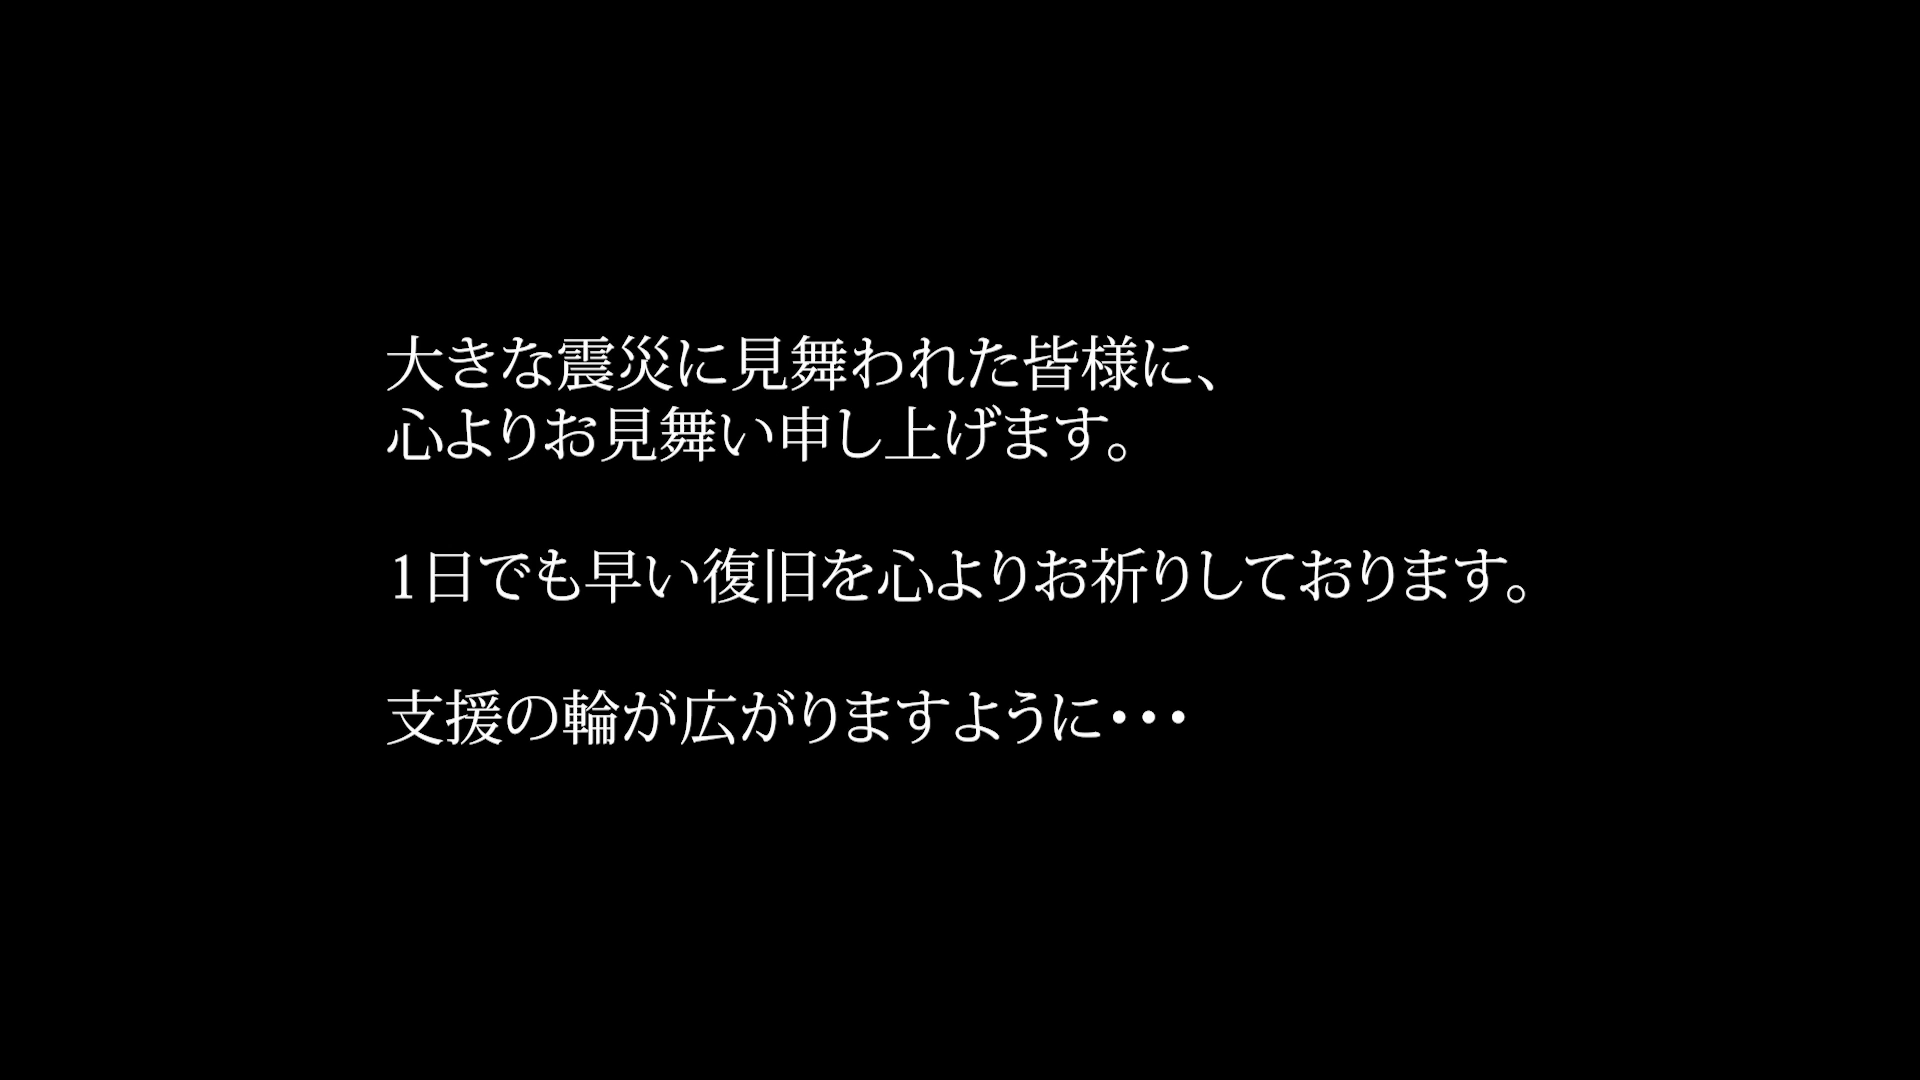 大きな震災に見舞われた皆様に、
心よりお見舞い申し上げます。
1日でも早い復旧を心よりお祈りしております。
支援の輪が広がりますように・・・